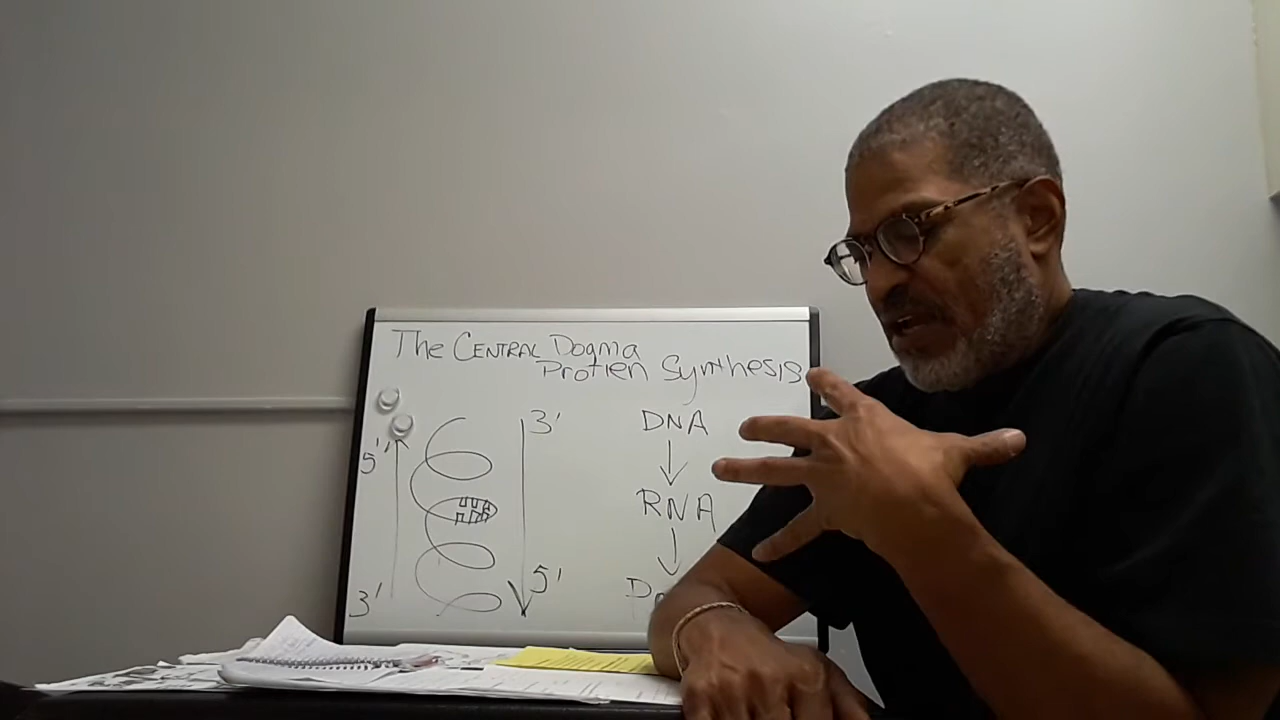 The CENTRAL Dogma
Protien Synthesis
3' DNA
5'
RNA
5'
3'